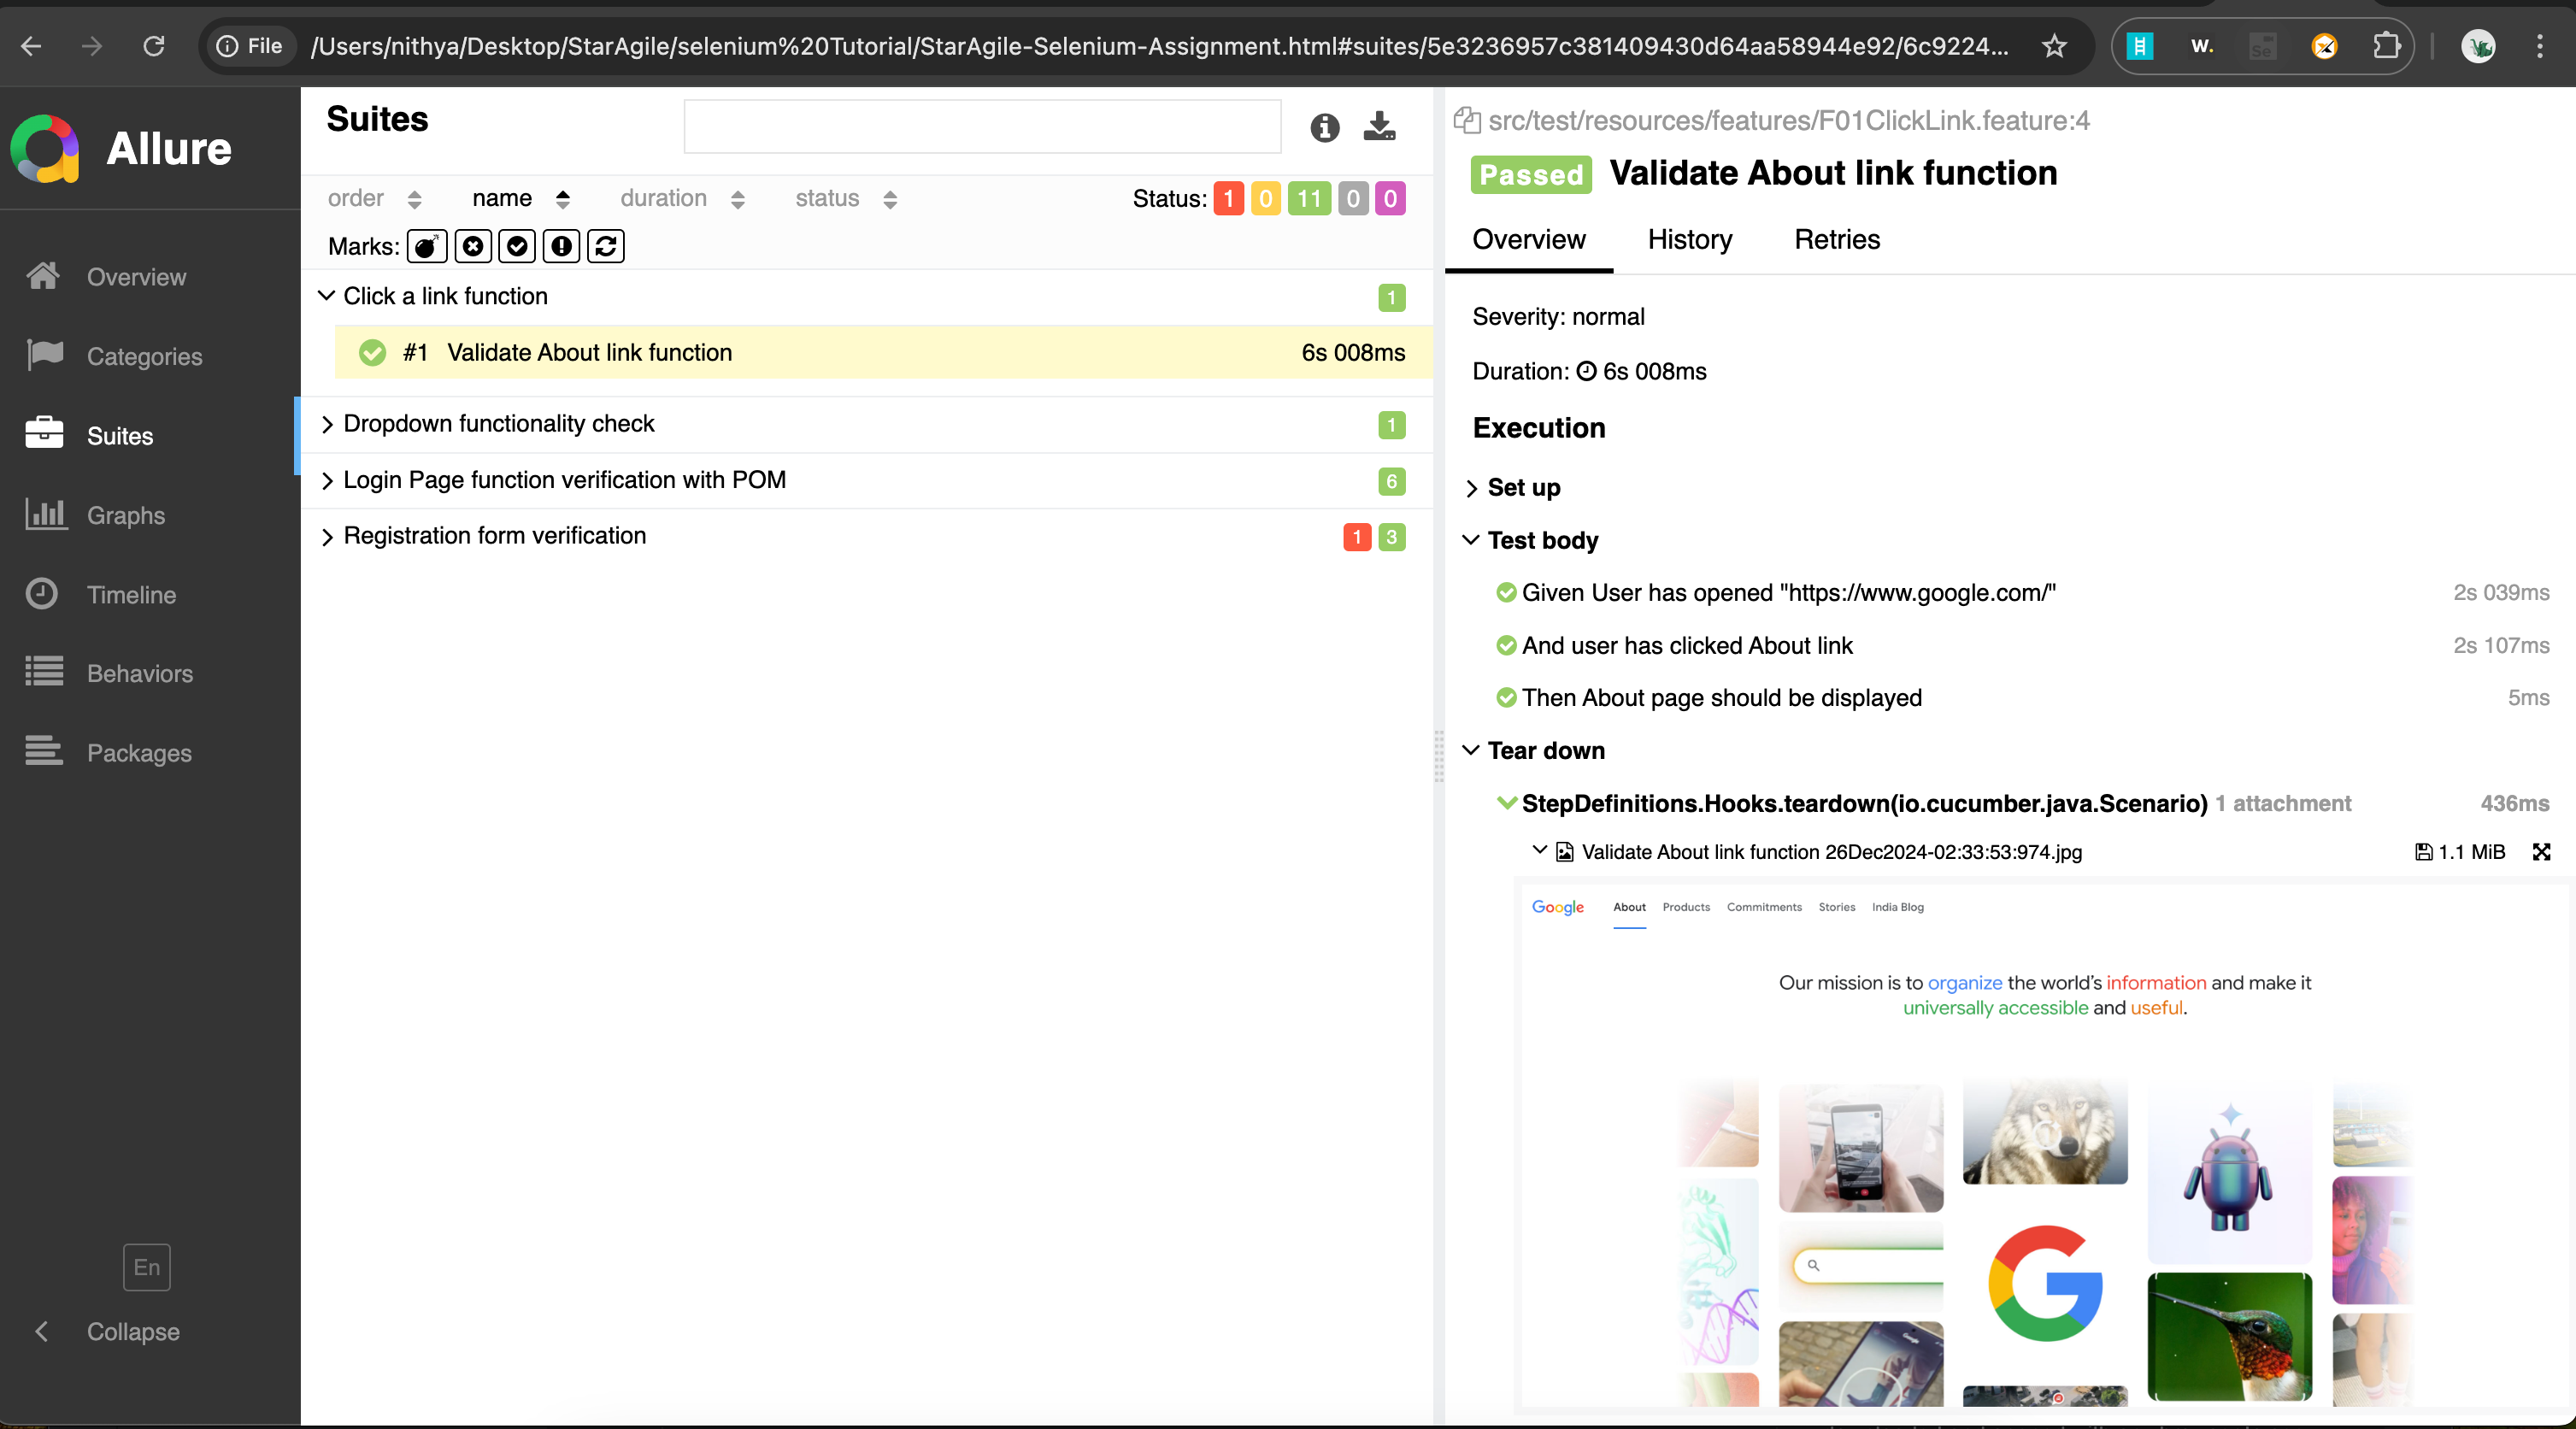 File
/Users/nithya/Desktop/StarAgile/selenium%20Tutorial/StarAgile-Selenium-Assignment.html#suites/5e3236957c381409430d64aa58944e92/6c9224...
W.
Se
Allure
Overview
Categories
Suites
Graphs
Timeline
Behaviors
Packages
En
Collapse
Suites
order name duration status
Status: 1 0 11 0 0
Marks:
Click a link function 1
#1 Validate About link function 6s 008ms
Dropdown functionality check 1
Login Page function verification with POM 6
Registration form verification 1 3
src/test/resources/features/F01ClickLink.feature:4
Passed Validate About link function
Overview History Retries
Severity: normal
Duration: 6s 008ms
Execution
Set up
Test body
Given User has opened "https://www.google.com/" 2s 039ms
And user has clicked About link 2s 107ms
Then About page should be displayed 5ms
Tear down
StepDefinitions.Hooks.teardown(io.cucumber.java.Scenario) 1 attachment 436ms
Validate About link function 26Dec2024-02:33:53:974.jpg 1.1 MiB
Google About Products Commitments Stories India Blog
Our mission is to organize the world's information and make it
universally accessible and useful.